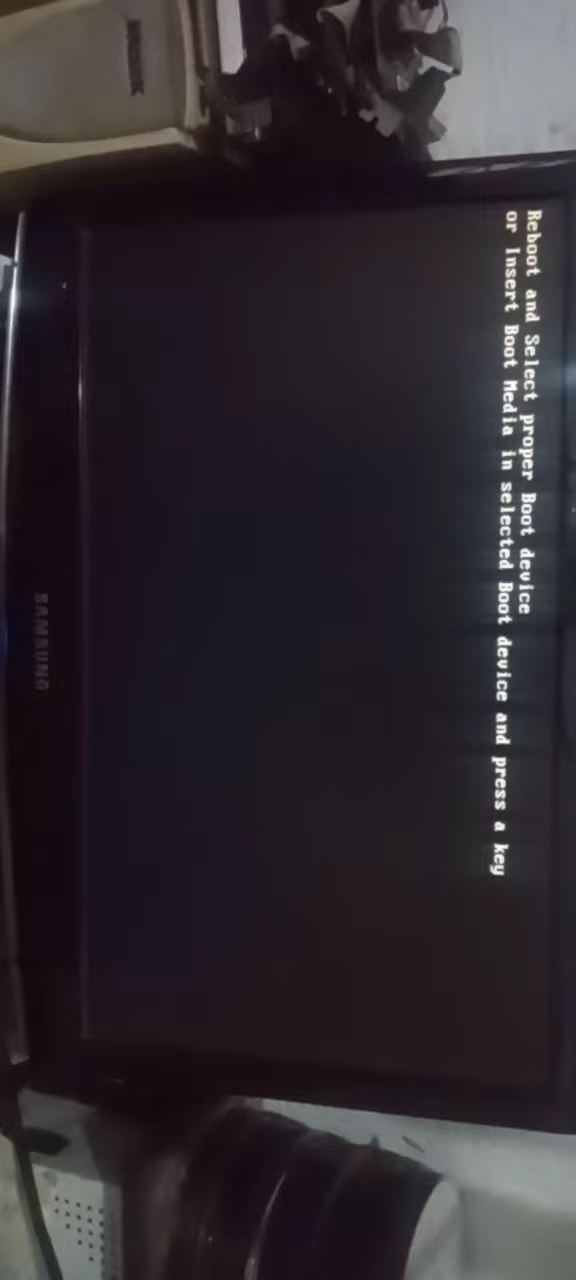 Reboot and Select proper Boot device
or Insert Boot Media in selected Boot device and press a key
SAMSUNG